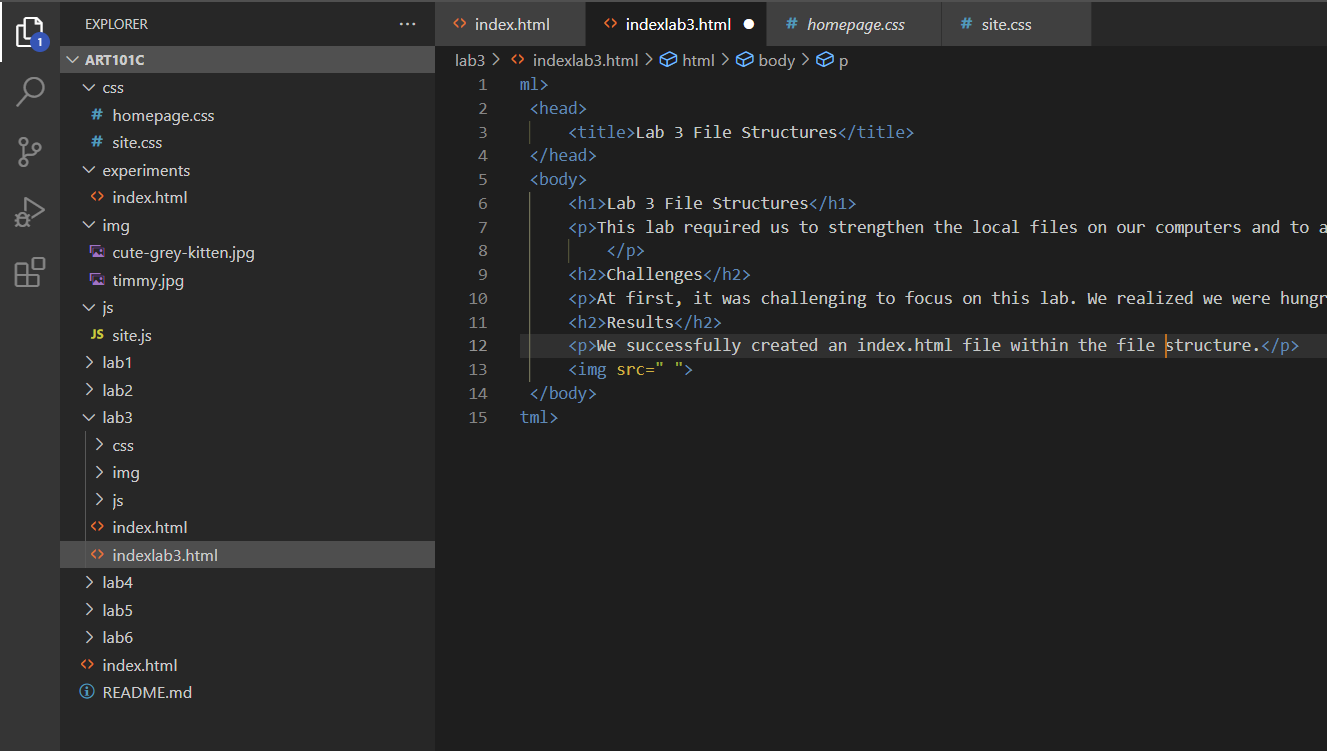 EXPLORER
1
ART101C
css
# homepage.css
# site.css
experiments
<> index.html
img
cute-grey-kitten.jpg
timmy.jpg
js
JS site.js
lab1
lab2
lab3
css
img
js
<> index.html
<> indexlab3.html
lab4
lab5
lab6
<> index.html
README.md
<> index.html <> indexlab3.html ● # homepage.css # site.css
lab3 > <> indexlab3.html > html > body > p
1 ml>
2 <head>
3 <title>Lab 3 File Structures</title>
4 </head>
5 <body>
6 <h1>Lab 3 File Structures</h1>
7 <p>This lab required us to strengthen the local files on our computers and to a
8 </p>
9 <h2>Challenges</h2>
10 <p>At first, it was challenging to focus on this lab. We realized we were hungr
11 <h2>Results</h2>
12 <p>We successfully created an index.html file within the file structure.</p>
13 <img src=" ">
14 </body>
15 tml>